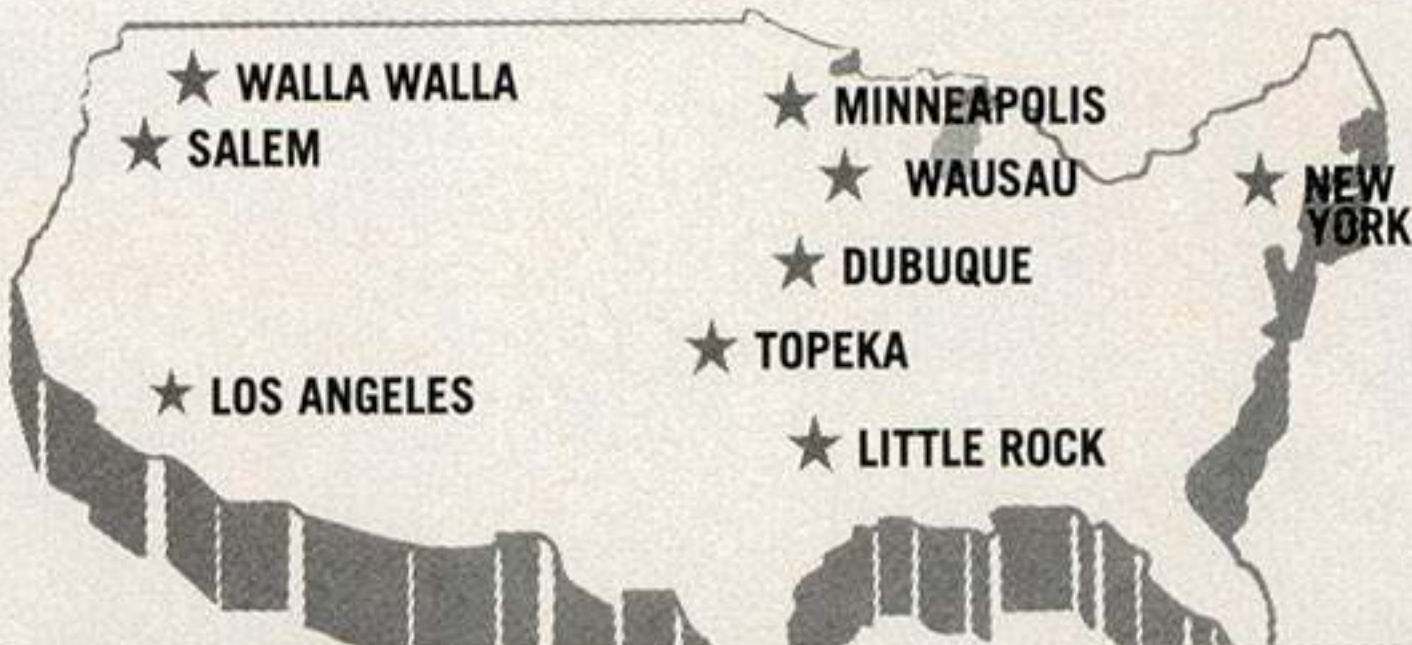 WALLA WALLA
MINNEAPOLIS
SALEM
WAUSAU
NEW
YORK
DUBUQUE
TOPEKA
LOS ANGELES
LITTLE ROCK